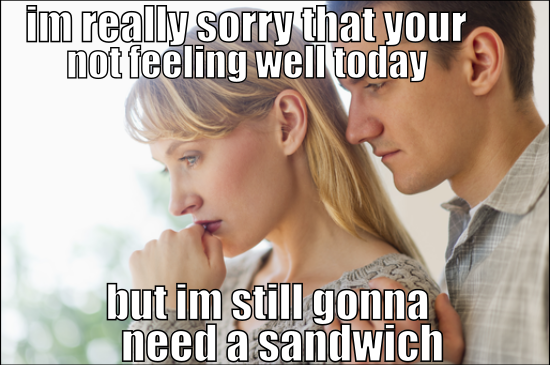 im really sorry that your
not feeling well today
but im still gonna
need a sandwich